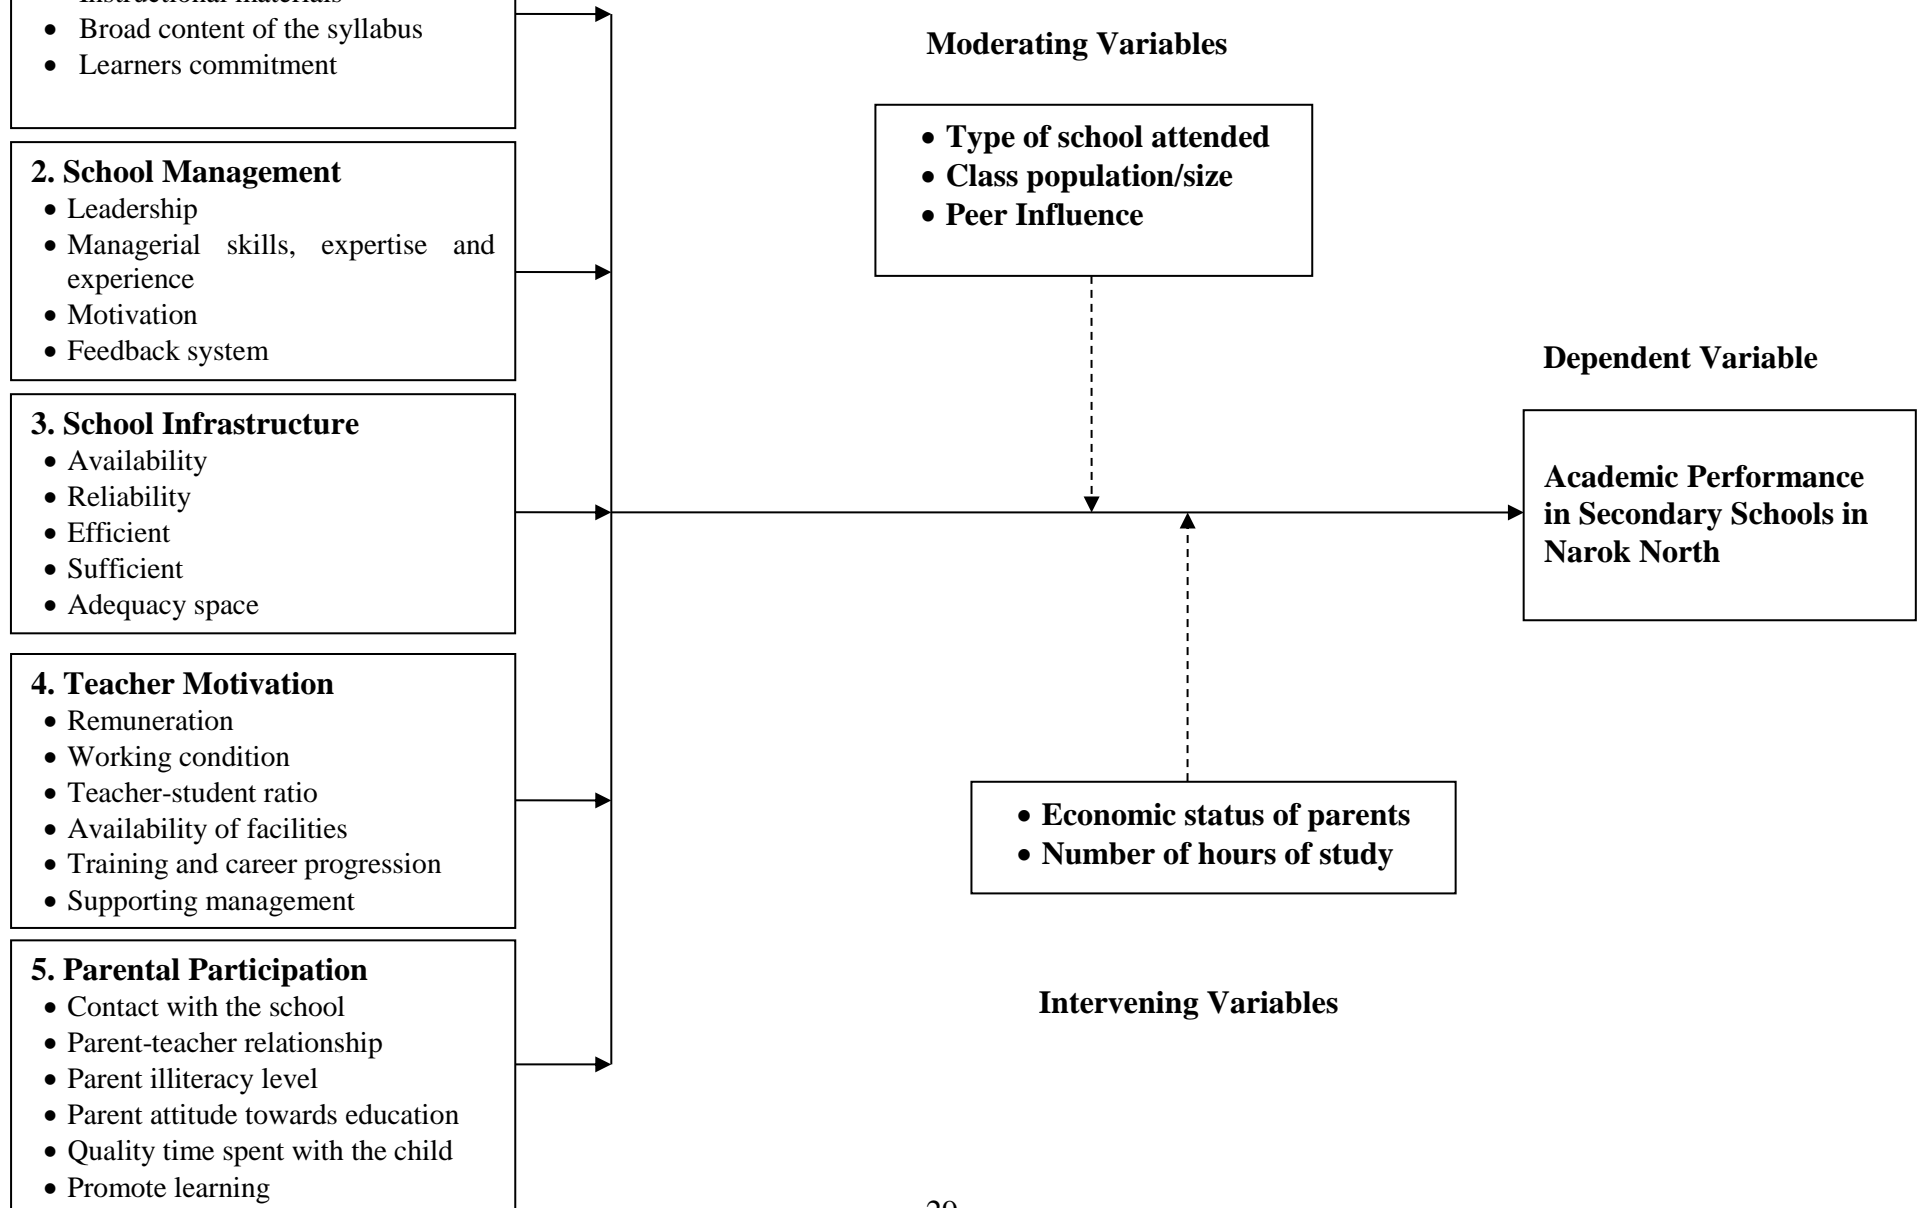 Instructional materials
• Broad content of the syllabus
• Learners commitment
2. School Management
• Leadership
• Managerial skills, expertise and
experience
• Motivation
• Feedback system
3. School Infrastructure
• Availability
• Reliability
• Efficient
• Sufficient
• Adequacy space
4. Teacher Motivation
• Remuneration
• Working condition
• Teacher-student ratio
• Availability of facilities
• Training and career progression
• Supporting management
5. Parental Participation
• Contact with the school
• Parent-teacher relationship
• Parent illiteracy level
• Parent attitude towards education
• Quality time spent with the child
• Promote learning
Moderating Variables
• Type of school attended
• Class population/size
• Peer Influence
• Economic status of parents
• Number of hours of study
Intervening Variables
Dependent Variable
Academic Performance
in Secondary Schools in
Narok North